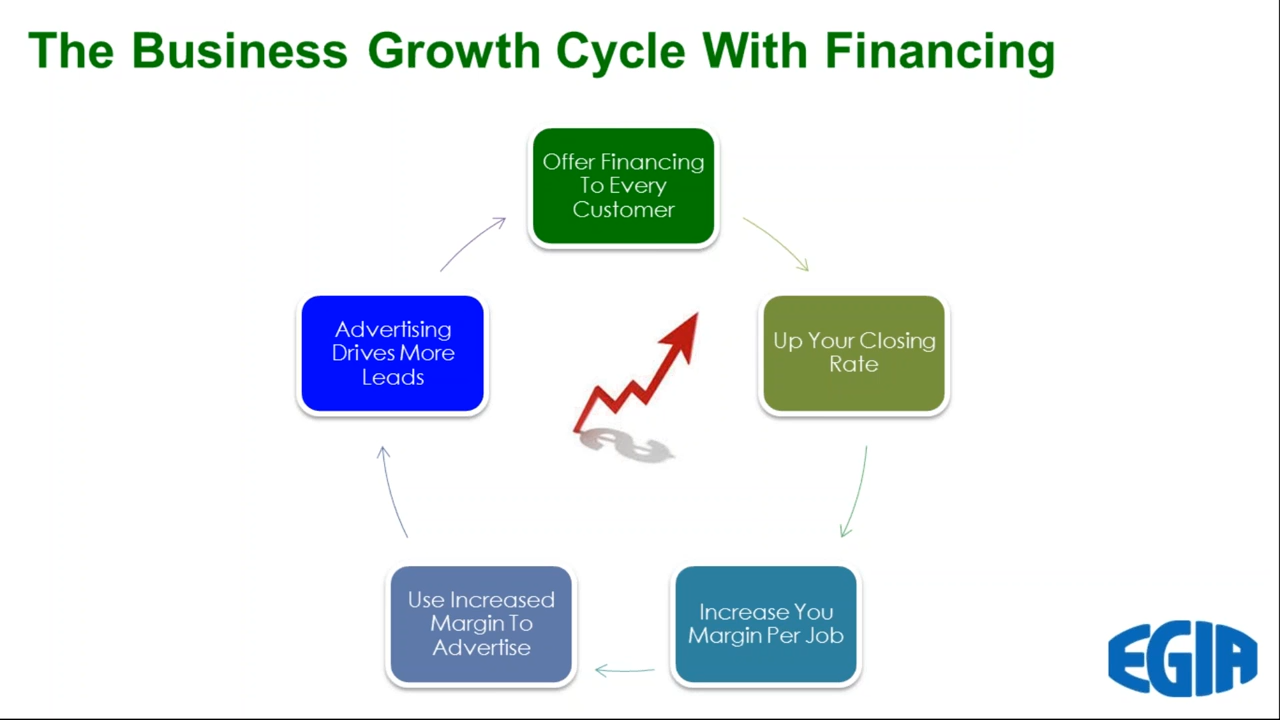 The Business Growth Cycle With Financing
Offer Financing
To Every
Customer
Up Your Closing
Rate
Increase You
Margin Per Job
Use Increased
Margin To
Advertise
Advertising
Drives More
Leads
EGIA